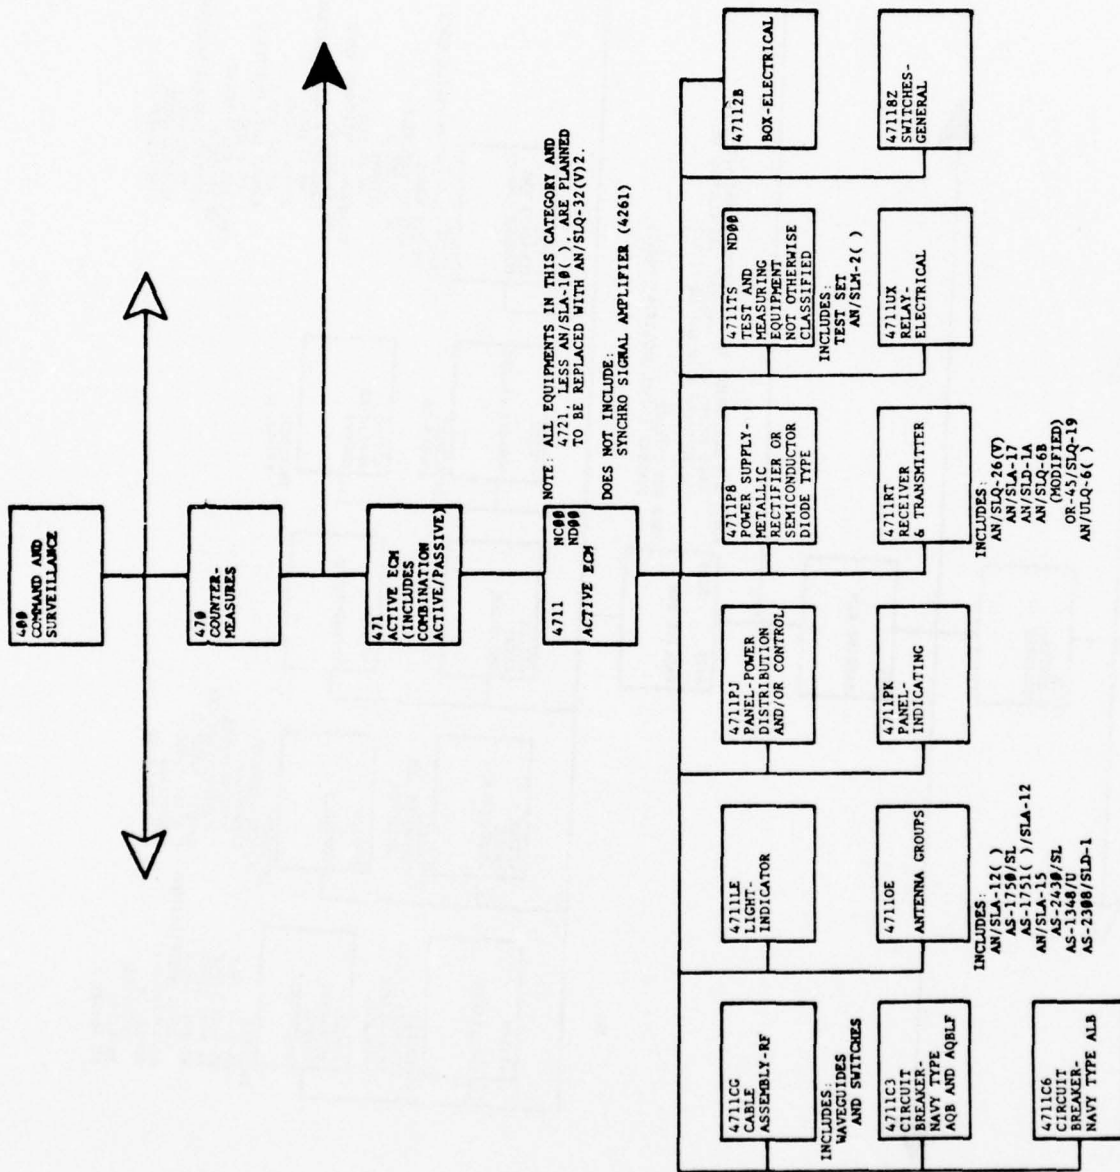 400
COMMAND AND
SURVEILLANCE
470
COUNTER-
MEASURES
471
ACTIVE ECM
(INCLUDES
COMBINATION
ACTIVE/PASSIVE)
4711 NC00
ND00
ACTIVE ECM
NOTE: ALL EQUIPMENTS IN THIS CATEGORY AND
4721, LESS AN/SLA-10( ), ARE PLANNED
TO BE REPLACED WITH AN/SLQ-32(V)2.
DOES NOT INCLUDE:
SYNCHRO SIGNAL AMPLIFIER (4261)
4711CG
CABLE
ASSEMBLY-RF
INCLUDES:
WAVEGUIDES
AND SWITCHES
4711C3
CIRCUIT
BREAKER-
NAVY TYPE
AQB AND AQBLF
4711C6
CIRCUIT
BREAKER-
NAVY TYPE ALB
4711LE
LIGHT-
INDICATOR
4711OE
ANTENNA GROUPS
INCLUDES:
AN/SLA-12( )
AS-1750/SL
AS-1751( )/SLA-12
AN/SLA-15
AS-2430/SL
AS-1348/U
AS-2308/SLD-1
4711PJ
PANEL-POWER
DISTRIBUTION
AND/OR CONTROL
4711PK
PANEL-
INDICATING
4711P8
POWER SUPPLY-
METALLIC
RECTIFIER OR
SEMICONDUCTOR
DIODE TYPE
4711RT
RECEIVER
& TRANSMITTER
INCLUDES:
AN/SLQ-26(V)
AN/SLA-17
AN/SLD-1A
AN/SLQ-6B
(MODIFIED)
OR-45/SLQ-19
AN/ULQ-6( )
4711TS ND00
TEST AND
MEASURING
EQUIPMENT
NOT OTHERWISE
CLASSIFIED
INCLUDES:
TEST SET
AN/SLM-2( )
4711UX
RELAY-
ELECTRICAL
47112B
BOX-ELECTRICAL
47118Z
SWITCHES-
GENERAL